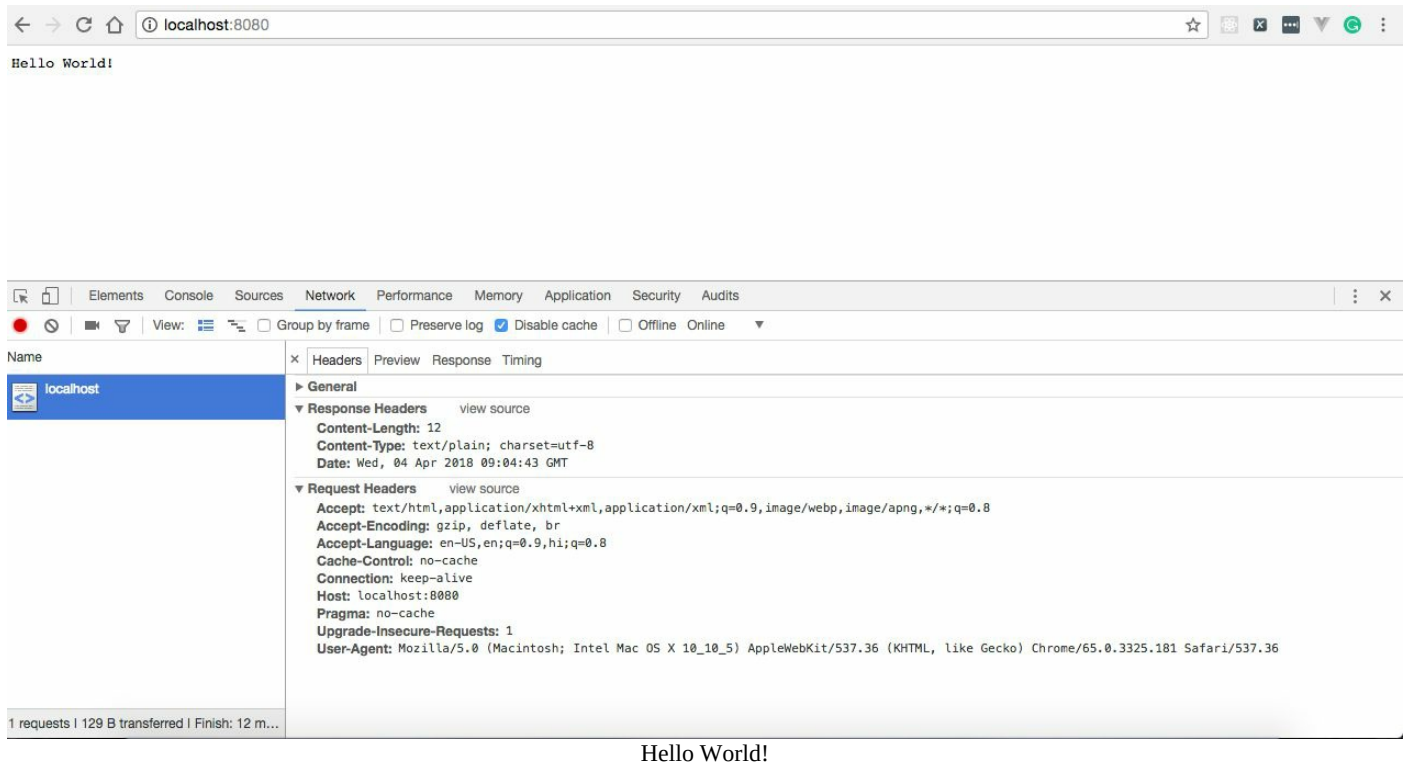 localhost:8080
Hello World!
Elements Console Sources Network Performance Memory Application Security Audits
View: Group by frame Preserve log Disable cache Offline Online
Name
Headers Preview Response Timing
localhost
General
Response Headers view source
Content-Length: 12
Content-Type: text/plain; charset=utf-8
Date: Wed, 04 Apr 2018 09:04:43 GMT
Request Headers view source
Accept: text/html,application/xhtml+xml,application/xml;q=0.9,image/webp,image/apng,*/*;q=0.8
Accept-Encoding: gzip, deflate, br
Accept-Language: en-US,en;q=0.9,hi;q=0.8
Cache-Control: no-cache
Connection: keep-alive
Host: localhost:8080
Pragma: no-cache
Upgrade-Insecure-Requests: 1
User-Agent: Mozilla/5.0 (Macintosh; Intel Mac OS X 10_10_5) AppleWebKit/537.36 (KHTML, like Gecko) Chrome/65.0.3325.181 Safari/537.36
1 requests | 129 B transferred | Finish: 12 m...
Hello World!